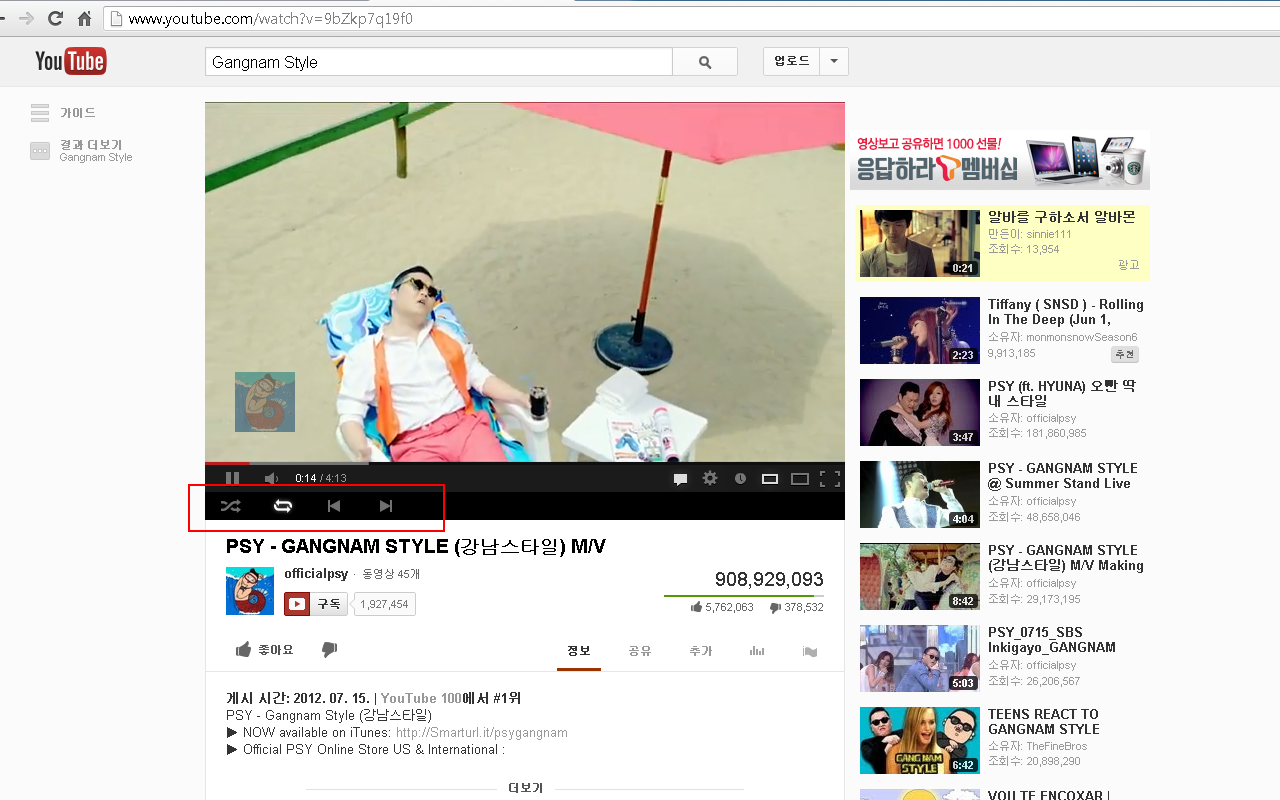 www.youtube.com/watch?v=9bZkp7q19f0
YouTube
Gangnam Style
업로드
가이드
결과 더보기
Gangnam Style
0:14 / 4:13
PSY - GANGNAM STYLE (강남스타일) M/V
officialpsy · 동영상 45개
구독
1,927,454
908,929,093
5,762,063
378,532
좋아요
정보
공유
추가
게시 시간: 2012. 07. 15. | YouTube 100에서 #1위
PSY - Gangnam Style (강남스타일)
▶ NOW available on iTunes: http://Smarturl.it/psygangnam
▶ Official PSY Online Store US & International :
더보기
영상보고 공유하면 1000 선물!
응답하라 T멤버십
알바를 구하소서 알바몬
만든이: sinnie111
조회수: 13,954
광고
0:21
Tiffany ( SNSD ) - Rolling
In The Deep (Jun 1,
소유자: monmonsnowSeason6
9,913,185
추천
2:23
PSY (ft. HYUNA) 오빤 딱
내 스타일
소유자: officialpsy
조회수: 181,860,985
3:47
PSY - GANGNAM STYLE
@ Summer Stand Live
소유자: officialpsy
조회수: 48,658,046
4:04
PSY - GANGNAM STYLE
(강남스타일) M/V Making
소유자: officialpsy
조회수: 29,173,195
8:42
PSY_0715_SBS
Inkigayo_GANGNAM
소유자: officialpsy
조회수: 26,206,567
5:03
TEENS REACT TO
GANGNAM STYLE
소유자: TheFineBros
조회수: 20,898,290
GANGNAM
STYLE
6:42
VOU TE ENCOXAR |